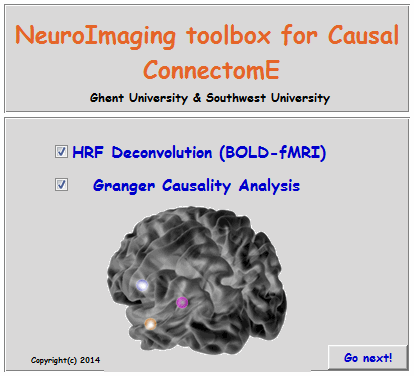 NeuroImaging toolbox for Causal
ConnectomE
Ghent University & Southwest University
HRF Deconvolution (BOLD-fMRI)
Granger Causality Analysis
Copyright(c) 2014
Go next!